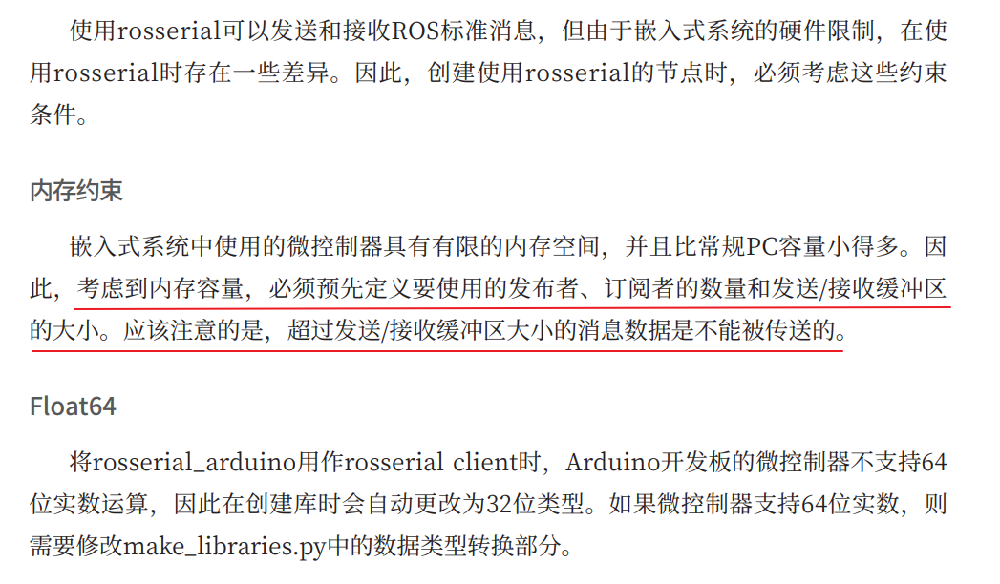 使用rosserial可以发送和接收ROS标准消息，但由于嵌入式系统的硬件限制，在使
用rosserial时存在一些差异。因此，创建使用rosserial的节点时，必须考虑这些约束
条件。
内存约束
嵌入式系统中使用的微控制器具有有限的内存空间，并且比常规PC容量小得多。因
此，考虑到内存容量，必须预先定义要使用的发布者、订阅者的数量和发送/接收缓冲区
的大小。应该注意的是，超过发送/接收缓冲区大小的消息数据是不能被传送的。
Float64
将rosserial_arduino用作rosserial client时，Arduino开发板的微控制器不支持64
位实数运算，因此在创建库时会自动更改为32位类型。如果微控制器支持64位实数，则
需要修改make_libraries.py中的数据类型转换部分。